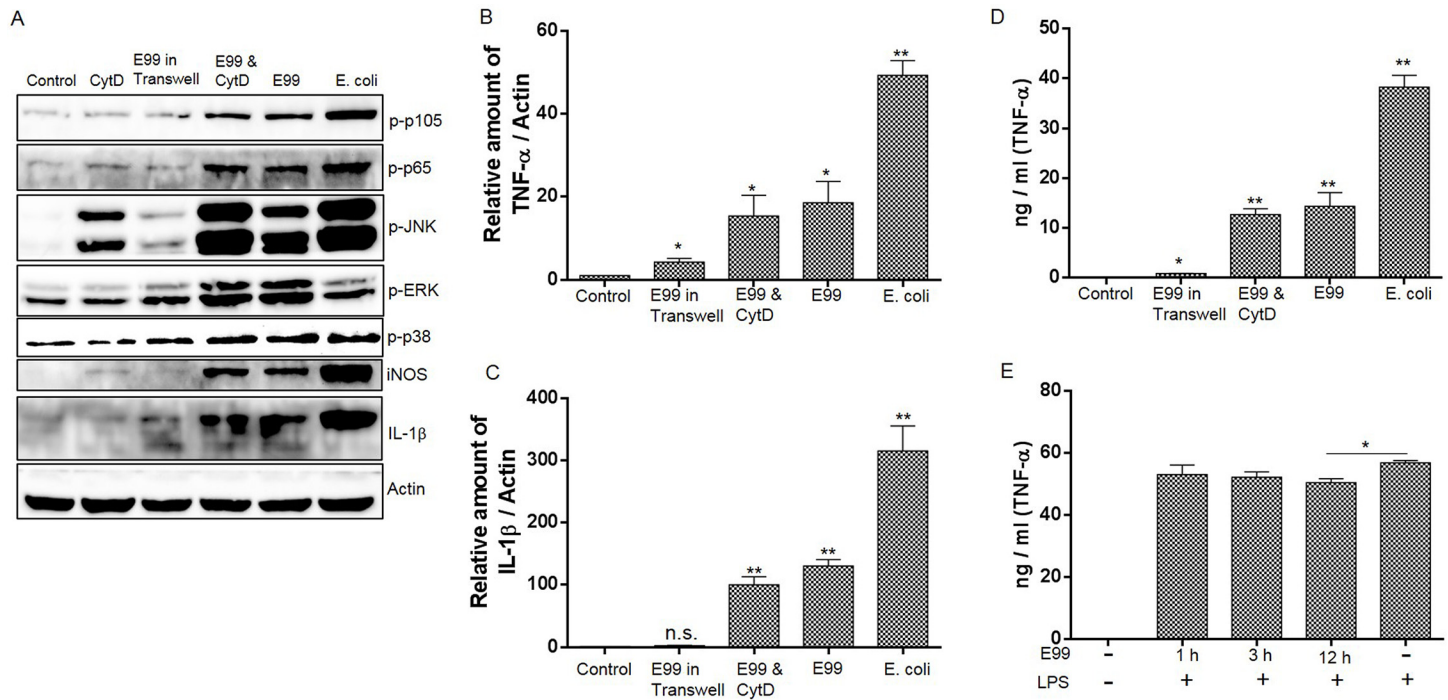 A
Control CytD E99 in Transwell E99 & CytD E99 E. coli
p-p105
p-p65
p-JNK
p-ERK
p-p38
iNOS
IL-1β
Actin
B
Relative amount of
TNF-α / Actin
60
40
20
0
*
*
*
**
Control E99 in Transwell E99 & CytD E99 E. coli
C
Relative amount of
IL-1β / Actin
400
300
200
100
0
n.s.
**
**
**
Control E99 in Transwell E99 & CytD E99 E. coli
D
ng / ml (TNF-α)
50
40
30
20
10
0
*
**
**
**
Control E99 in Transwell E99 & CytD E99 E. coli
E
ng / ml (TNF-α)
80
60
40
20
0
*
E99 - 1 h 3 h 12 h -
LPS - + + + +